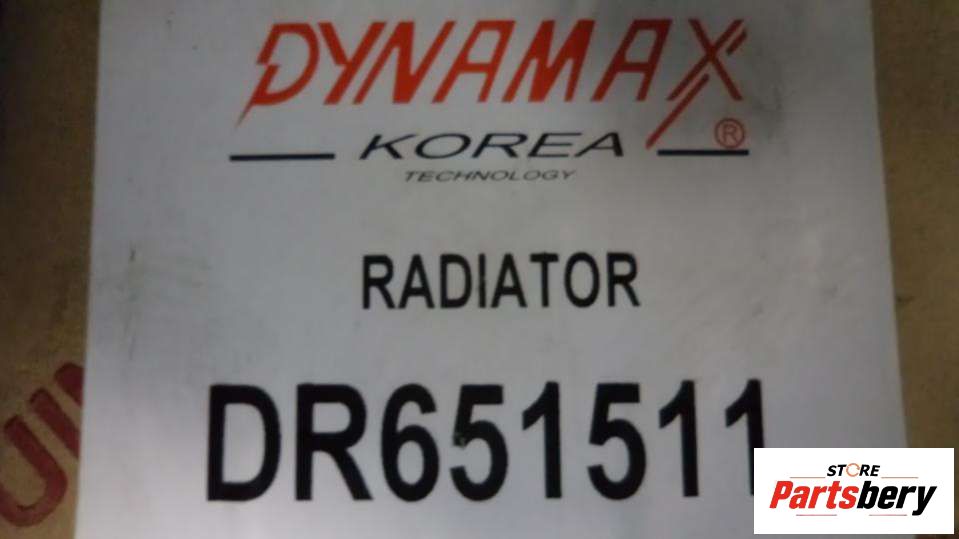 DYNAMAX®
KOREA
TECHNOLOGY
RADIATOR
DR651511
STORE
Partsbery